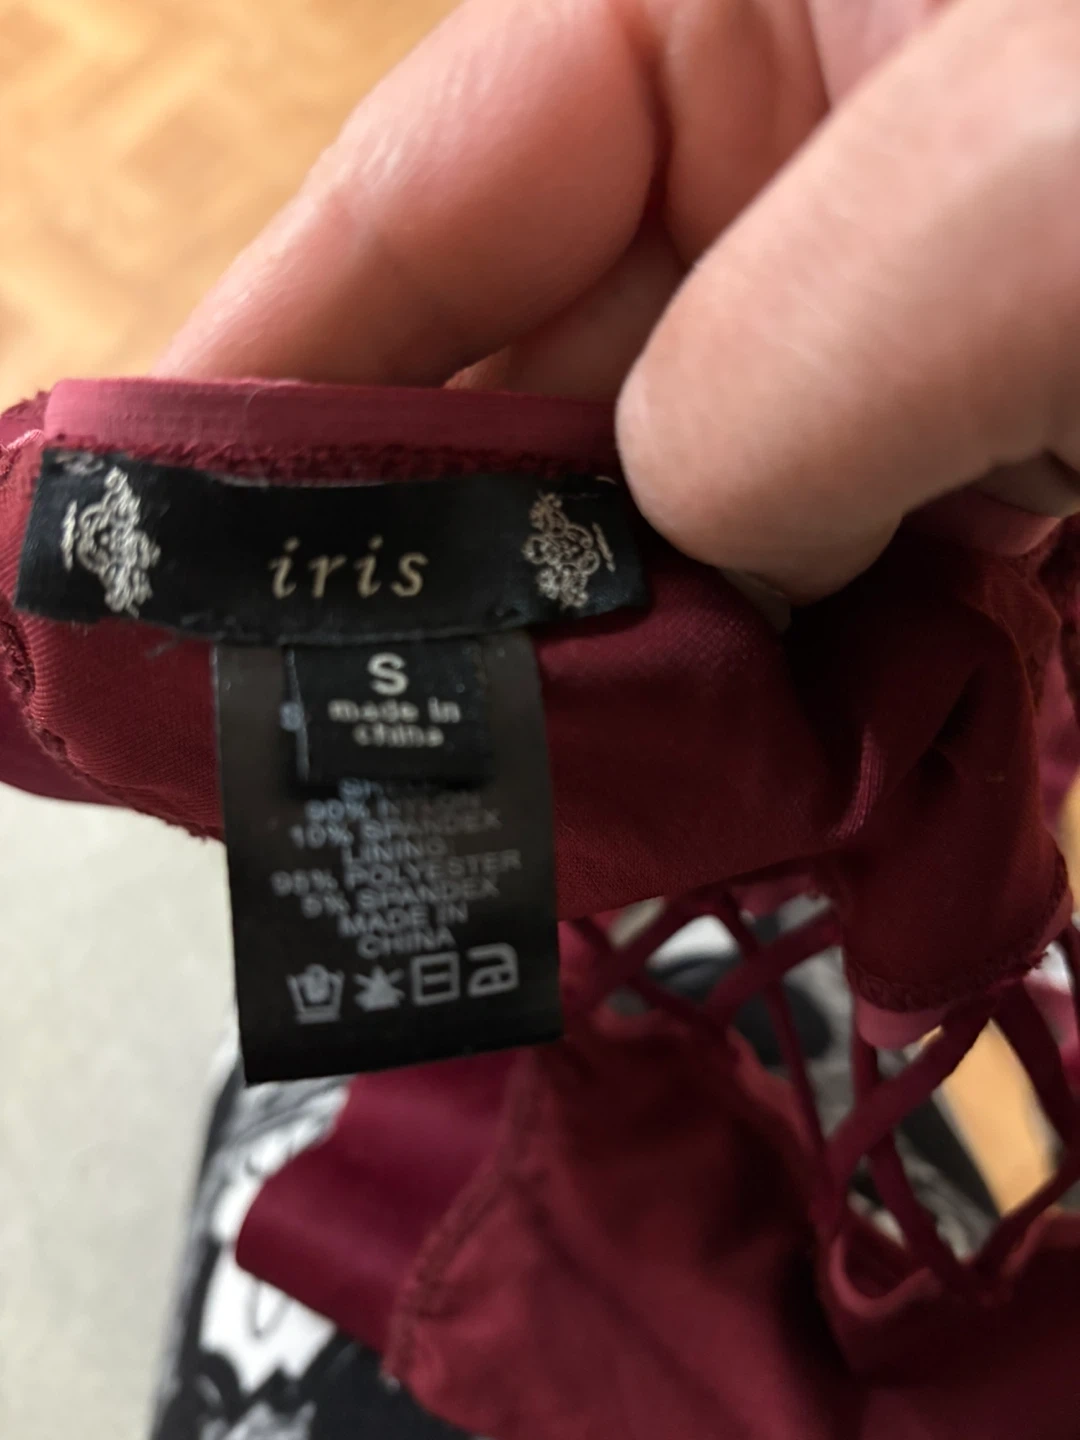 iris
S
made in
china
S
90% NYLON
10% SPANDEX
LINING:
95% POLYESTER
5% SPANDEX
MADE IN
CHINA